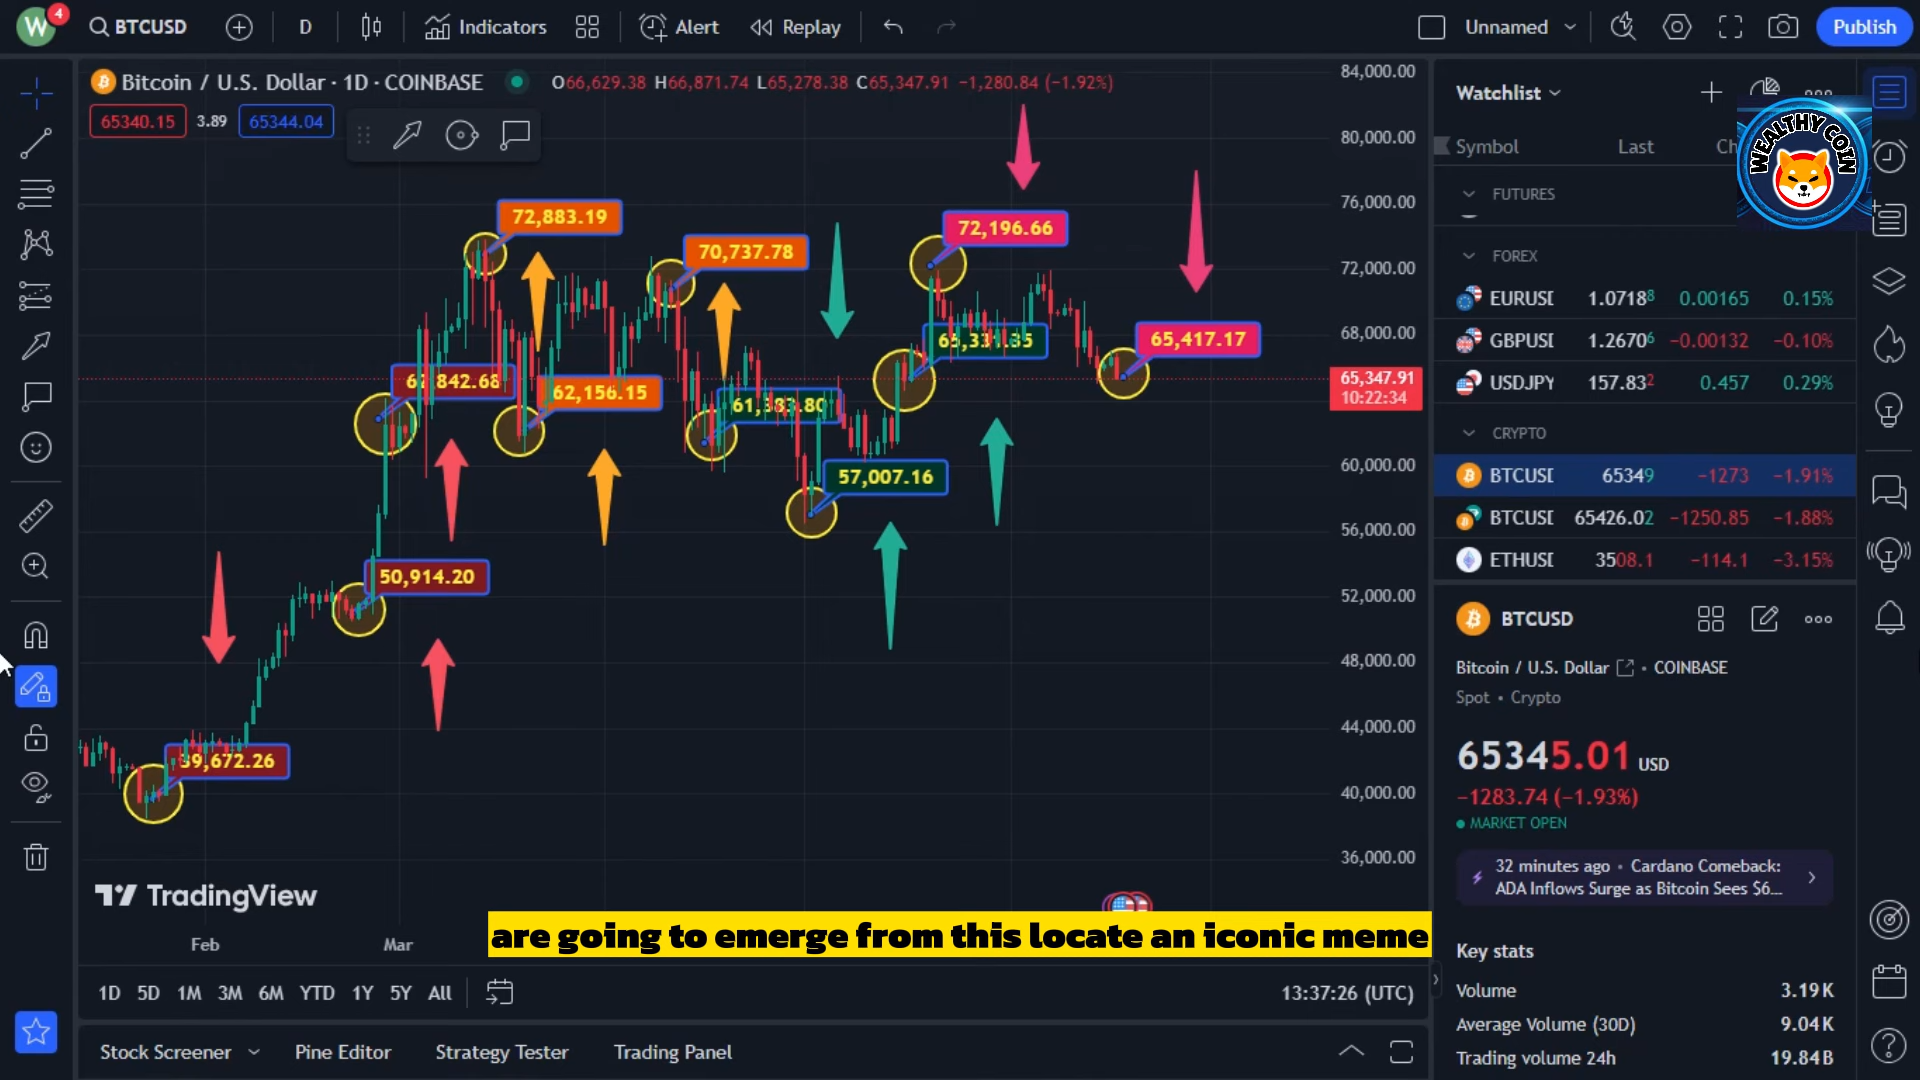 W 4 BTCUSD D Indicators Alert Replay Unnamed Publish
Bitcoin / U.S. Dollar · 1D · COINBASE O66,629.38 H66,871.74 L65,278.38 C65,347.91 −1,280.84 (−1.92%)
65340.15 3.89 65344.04
84,000.00
80,000.00
76,000.00
72,000.00
68,000.00
65,347.91
10:22:34
60,000.00
56,000.00
52,000.00
48,000.00
44,000.00
40,000.00
36,000.00
72,883.19
72,196.66
70,737.78
65,417.17
65,331.35
62,156.15
61,383.80
57,007.16
50,914.20
39,672.26
TradingView
Feb Mar
are going to emerge from this locate an iconic meme
1D 5D 1M 3M 6M YTD 1Y 5Y All 13:37:26 (UTC)
Stock Screener Pine Editor Strategy Tester Trading Panel
Watchlist
WEALTHY COIN
Symbol Last Ch
FUTURES
FOREX
EURUSD 1.07188 0.00165 0.15%
GBPUSD 1.26706 −0.00132 −0.10%
USDJPY 157.832 0.457 0.29%
CRYPTO
BTCUSD 65349 −1273 −1.91%
BTCUSD 65426.02 −1250.85 −1.88%
ETHUSD 3508.1 −114.1 −3.15%
BTCUSD
Bitcoin / U.S. Dollar • COINBASE
Spot • Crypto
65345.01 USD
−1283.74 (−1.93%)
MARKET OPEN
32 minutes ago • Cardano Comeback:
ADA Inflows Surge as Bitcoin Sees $6...
Key stats
Volume 3.19K
Average Volume (30D) 9.04K
Trading volume 24h 19.84B